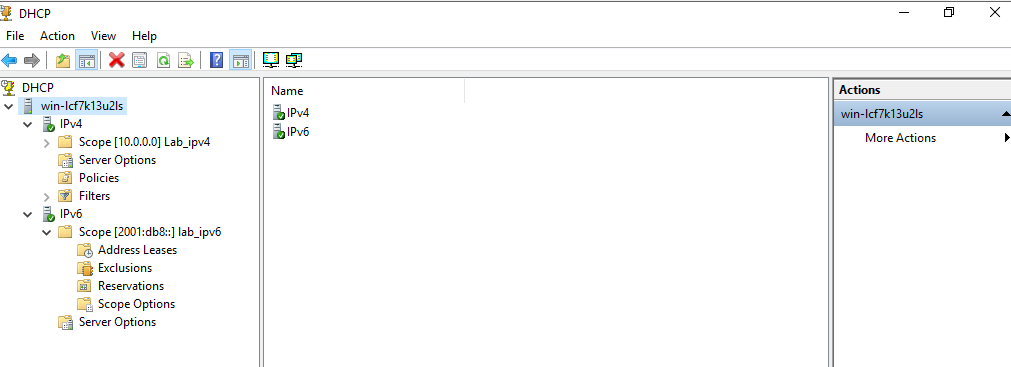 DHCP
File Action View Help
DHCP
win-lcf7k13u2ls
IPv4
Scope [10.0.0.0] Lab_ipv4
Server Options
Policies
Filters
IPv6
Scope [2001:db8::] lab_ipv6
Address Leases
Exclusions
Reservations
Scope Options
Server Options
Name
IPv4
IPv6
Actions
win-lcf7k13u2ls
More Actions